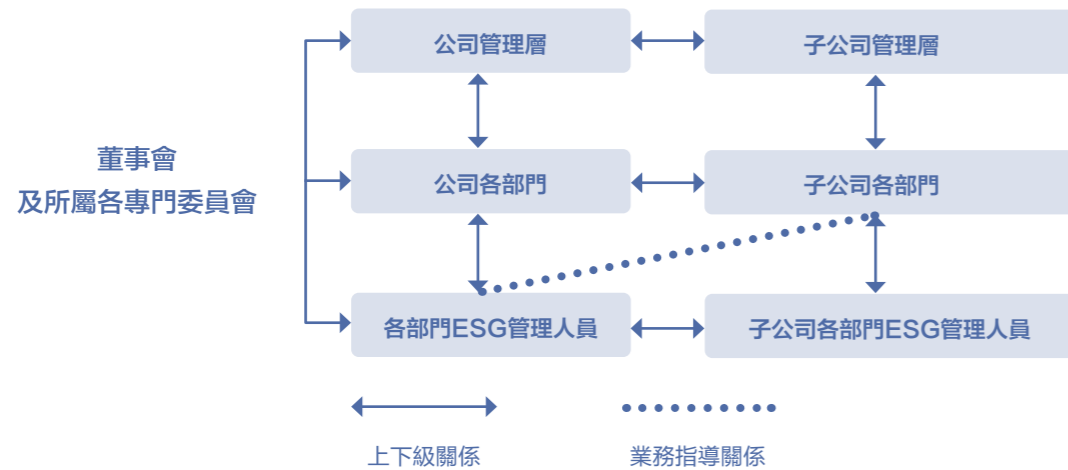 公司管理層
子公司管理層
董事會
及所屬各專門委員會
公司各部門
子公司各部門
各部門ESG管理人員
子公司各部門ESG管理人員
上下級關係
業務指導關係